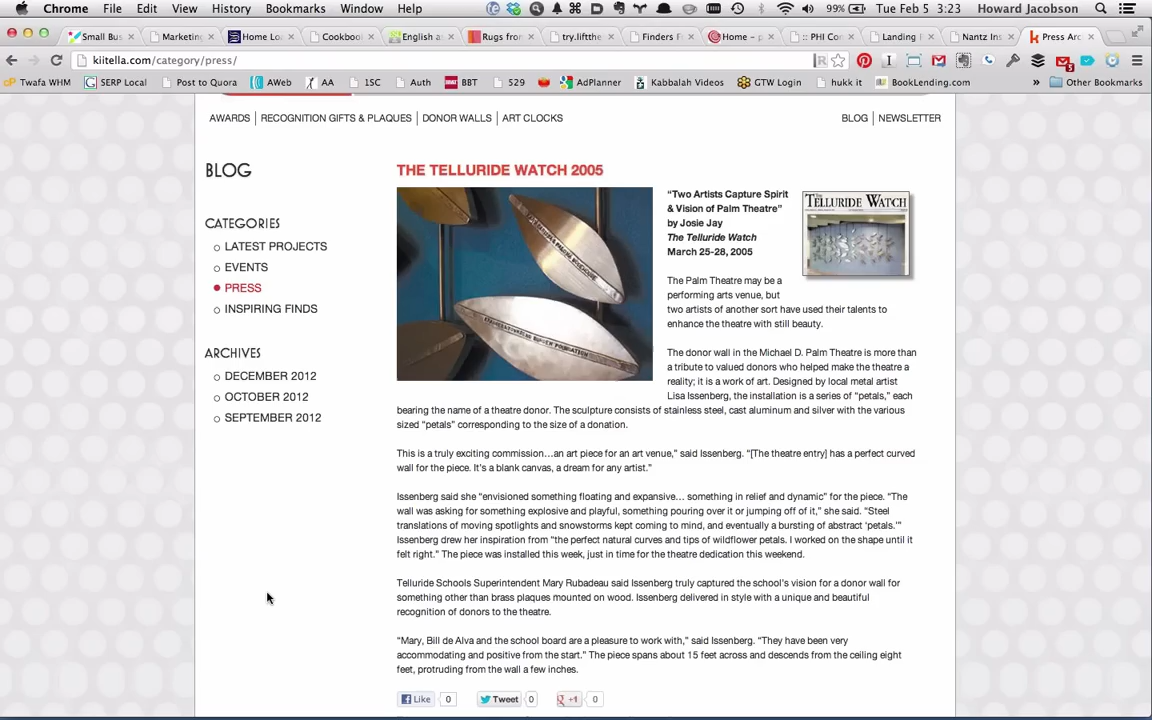 Chrome File Edit View History Bookmarks Window Help 99% Tue Feb 5 3:23 Howard Jacobson
Small Bus Marketing Home Lo Cookbook English a Rugs from try.liftthe Finders F Home – p :: PHI Con Landing Nantz Ins Press Arc
kiitella.com/category/press/
Twafa WHM SERP Local Post to Quora AWeb AA 1SC Auth BBT 529 AdPlanner Kabbalah Videos GTW Login hukk it BookLending.com Other Bookmarks
AWARDS RECOGNITION GIFTS & PLAQUES DONOR WALLS ART CLOCKS BLOG NEWSLETTER
BLOG
CATEGORIES
LATEST PROJECTS
EVENTS
PRESS
INSPIRING FINDS
ARCHIVES
DECEMBER 2012
OCTOBER 2012
SEPTEMBER 2012
THE TELLURIDE WATCH 2005
“Two Artists Capture Spirit
& Vision of Palm Theatre”
by Josie Jay
The Telluride Watch
March 25-28, 2005
TELLURIDE WATCH
The Palm Theatre may be a
performing arts venue, but
two artists of another sort have used their talents to
enhance the theatre with still beauty.
The donor wall in the Michael D. Palm Theatre is more than
a tribute to valued donors who helped make the theatre a
reality; it is a work of art. Designed by local metal artist
Lisa Issenberg, the installation is a series of “petals,” each
bearing the name of a theatre donor. The sculpture consists of stainless steel, cast aluminum and silver with the various
sized “petals” corresponding to the size of a donation.
This is a truly exciting commission…an art piece for an art venue,” said Issenberg. “[The theatre entry] has a perfect curved
wall for the piece. It’s a blank canvas, a dream for any artist.”
Issenberg said she “envisioned something floating and expansive… something in relief and dynamic” for the piece. “The
wall was asking for something explosive and playful, something pouring over it or jumping off of it,” she said. “Steel
translations of moving spotlights and snowstorms kept coming to mind, and eventually a bursting of abstract ‘petals.’”
Issenberg drew her inspiration from “the perfect natural curves and tips of wildflower petals. I worked on the shape until it
felt right.” The piece was installed this week, just in time for the theatre dedication this weekend.
Telluride Schools Superintendent Mary Rubadeau said Issenberg truly captured the school’s vision for a donor wall for
something other than brass plaques mounted on wood. Issenberg delivered in style with a unique and beautiful
recognition of donors to the theatre.
“Mary, Bill de Alva and the school board are a pleasure to work with,” said Issenberg. “They have been very
accommodating and positive from the start.” The piece spans about 15 feet across and descends from the ceiling eight
feet, protruding from the wall a few inches.
Like 0 Tweet 0 +1 0